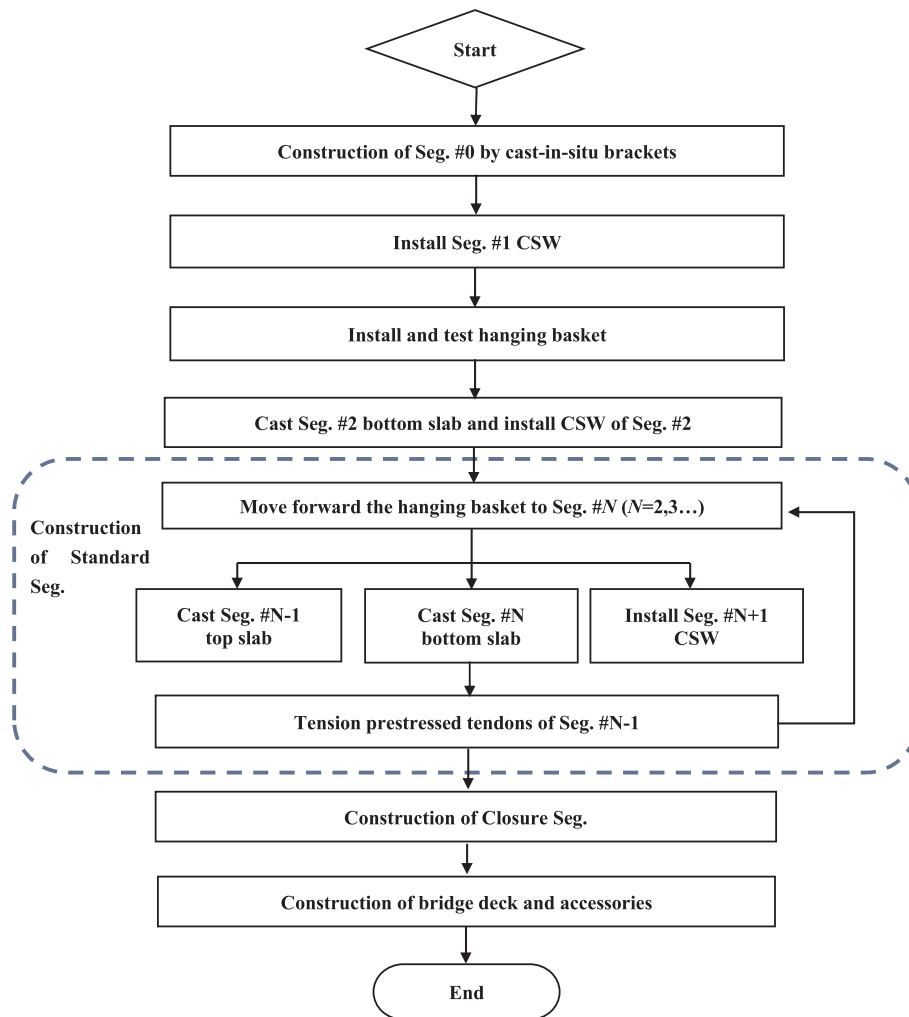 Start
Construction of Seg. #0 by cast-in-situ brackets
Install Seg. #1 CSW
Install and test hanging basket
Cast Seg. #2 bottom slab and install CSW of Seg. #2
Construction
of Standard
Seg.
Move forward the hanging basket to Seg. #N (N=2,3…)
Cast Seg. #N-1
top slab
Cast Seg. #N
bottom slab
Install Seg. #N+1
CSW
Tension prestressed tendons of Seg. #N-1
Construction of Closure Seg.
Construction of bridge deck and accessories
End